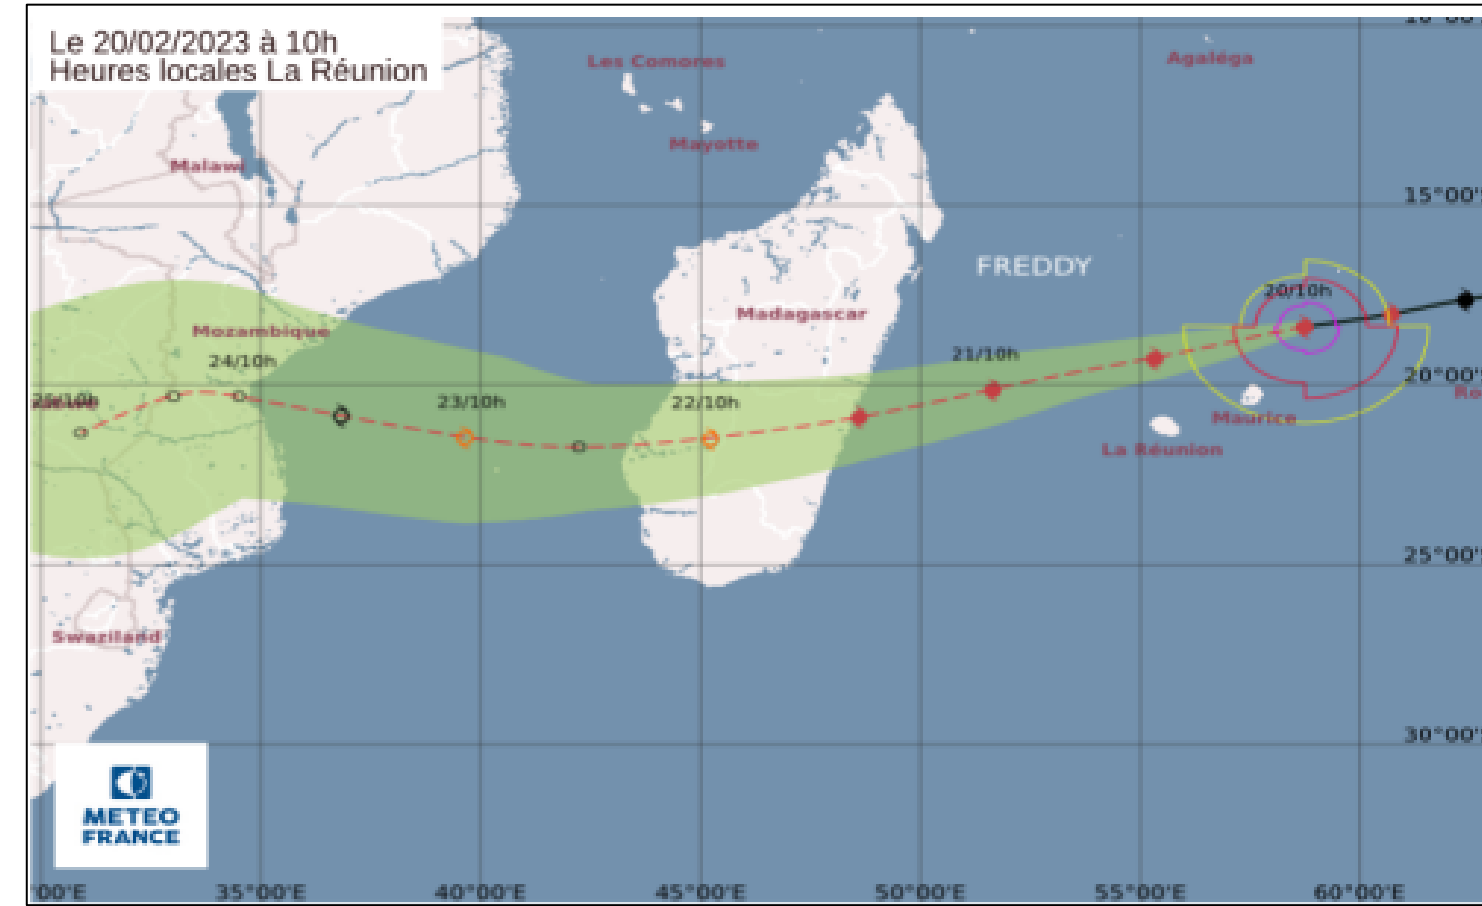 Le 20/02/2023 à 10h
Heures locales La Réunion
Les Comores
Agaléga
Mayotte
Malawi
15°00'
FREDDY
20/10h
Madagascar
Mozambique
21/10h
24/10h
20°00'
23/10h
22/10h
Ro
Maurice
La Réunion
25°00'
Swaziland
30°00'
METEO
FRANCE
'00'E
35°00'E
40°00'E
45°00'E
50°00'E
55°00'E
60°00'E